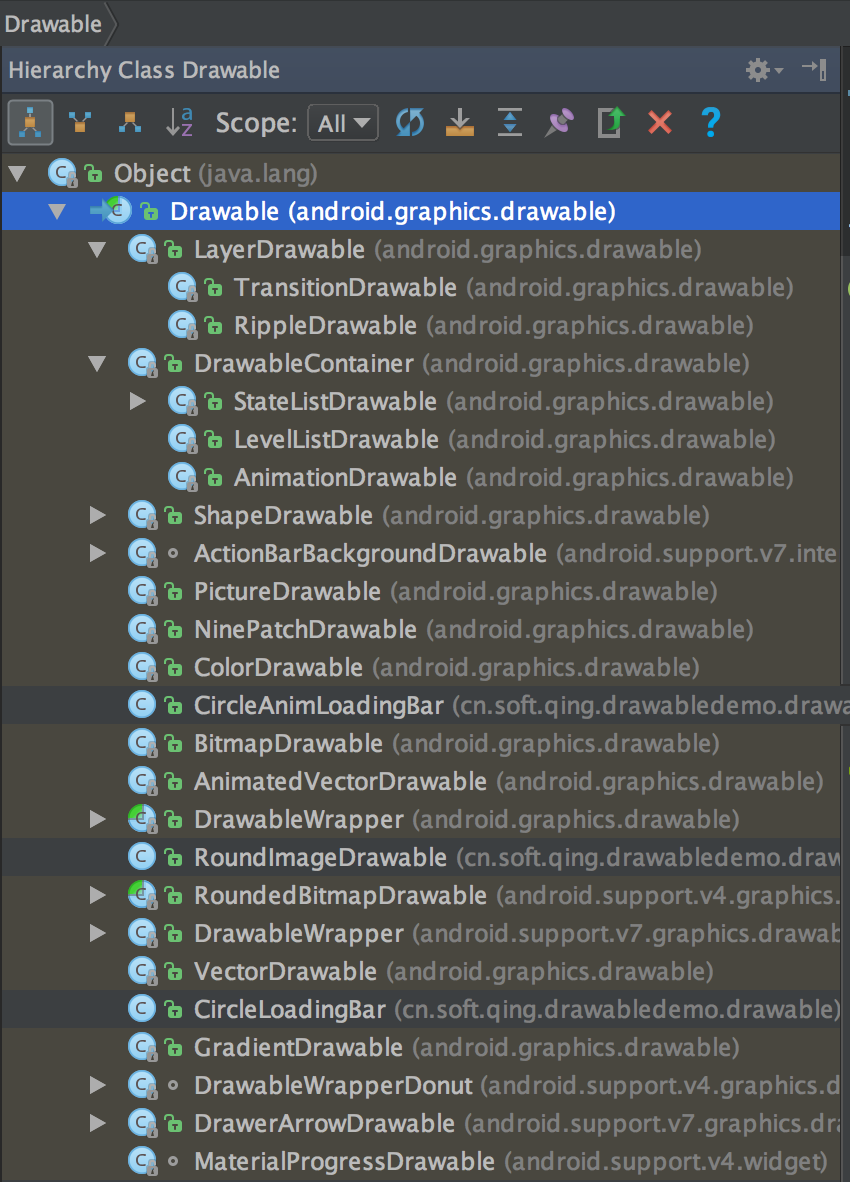 Drawable
Hierarchy Class Drawable
Scope: All
Object (java.lang)
Drawable (android.graphics.drawable)
LayerDrawable (android.graphics.drawable)
TransitionDrawable (android.graphics.drawable)
RippleDrawable (android.graphics.drawable)
DrawableContainer (android.graphics.drawable)
StateListDrawable (android.graphics.drawable)
LevelListDrawable (android.graphics.drawable)
AnimationDrawable (android.graphics.drawable)
ShapeDrawable (android.graphics.drawable)
ActionBarBackgroundDrawable (android.support.v7.inte
PictureDrawable (android.graphics.drawable)
NinePatchDrawable (android.graphics.drawable)
ColorDrawable (android.graphics.drawable)
CircleAnimLoadingBar (cn.soft.qing.drawabledemo.drawa
BitmapDrawable (android.graphics.drawable)
AnimatedVectorDrawable (android.graphics.drawable)
DrawableWrapper (android.graphics.drawable)
RoundImageDrawable (cn.soft.qing.drawabledemo.draw
RoundedBitmapDrawable (android.support.v4.graphics.
DrawableWrapper (android.support.v7.graphics.drawab
VectorDrawable (android.graphics.drawable)
CircleLoadingBar (cn.soft.qing.drawabledemo.drawable)
GradientDrawable (android.graphics.drawable)
DrawableWrapperDonut (android.support.v4.graphics.d
DrawerArrowDrawable (android.support.v7.graphics.dra
MaterialProgressDrawable (android.support.v4.widget)